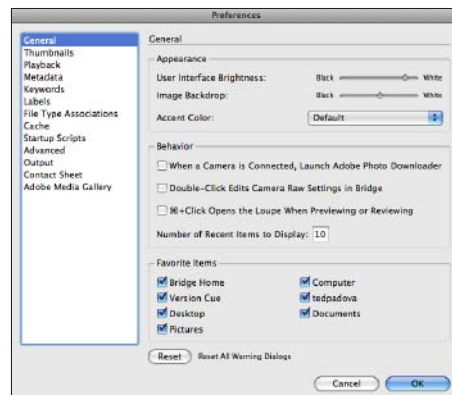 Preferences
General
Thumbnails
Playback
Metadata
Keywords
Labels
File Type Associations
Cache
Startup Scripts
Advanced
Output
Contact Sheet
Adobe Media Gallery
General
Appearance
User Interface Brightness: Black White
Image Backdrop: Black White
Accent Color: Default
Behavior
When a Camera is Connected, Launch Adobe Photo Downloader
Double-Click Edits Camera Raw Settings in Bridge
⌘+Click Opens the Loupe When Previewing or Reviewing
Number of Recent Items to Display: 10
Favorite Items
Bridge Home Computer
Version Cue tedpadova
Desktop Documents
Pictures
Reset Reset All Warning Dialogs
Cancel OK